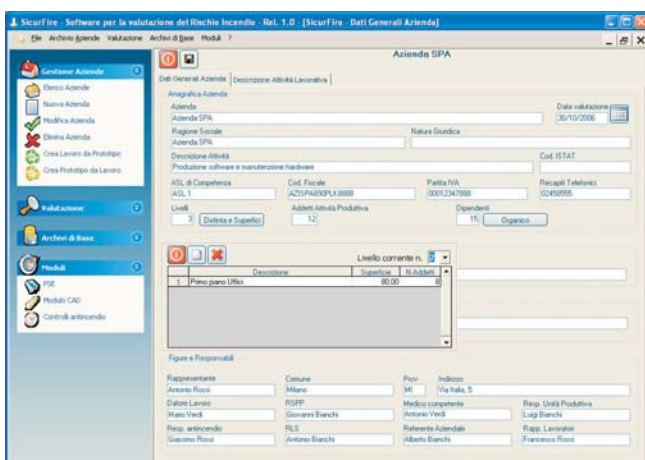 SicurFire - Software per la valutazione del Rischio Incendio - Rel. 1.0 - [SicurFire - Dati Generali Azienda]
File Archivio Aziende Valutazione Archivi di Base Moduli ?
Azienda SPA
Gestione Aziende
Elenco Aziende
Nuova Azienda
Modifica Azienda
Elimina Azienda
Crea Lavoro da Prototipo
Crea Prototipo da Lavoro
Valutazione
Archivi di Base
Moduli
PSE
Modulo CAD
Controlli antincendio
Dati Generali Azienda Descrizione Attività Lavorativa
Anagrafica Azienda
Azienda Data valutazione
Azienda SPA 30/10/2006
Ragione Sociale Natura Giuridica
Azienda SPA
Descrizione Attività Cod. ISTAT
Produzione software e manutenzione hardware
ASL di Competenza Cod. Fiscale Partita IVA Recapiti Telefonici
ASL 1 AZISPA890PLK8888 00012347888 02458555
Livelli Addetti Attività Produttiva Dipendenti
3 Distinta e Superfici 12 15 Organico
Livello corrente n. 2
Descrizione Superficie N.Addetti
1 Primo piano Uffici 80,00 8
Figure e Responsabili
Rappresentante Comune Prov Indirizzo
Antonio Rossi Milano MI Via Italia, 5
Datore Lavoro RSPP Medico competente Resp. Unità Produttiva
Mario Verdi Giovanni Bianchi Antonio Verdi Luigi Bianchi
Resp. antincendio RLS Referente Aziendale Rapp. Lavoratori
Giacomo Rossi Antonio Bianchi Alberto Bianchi Francesco Rossi